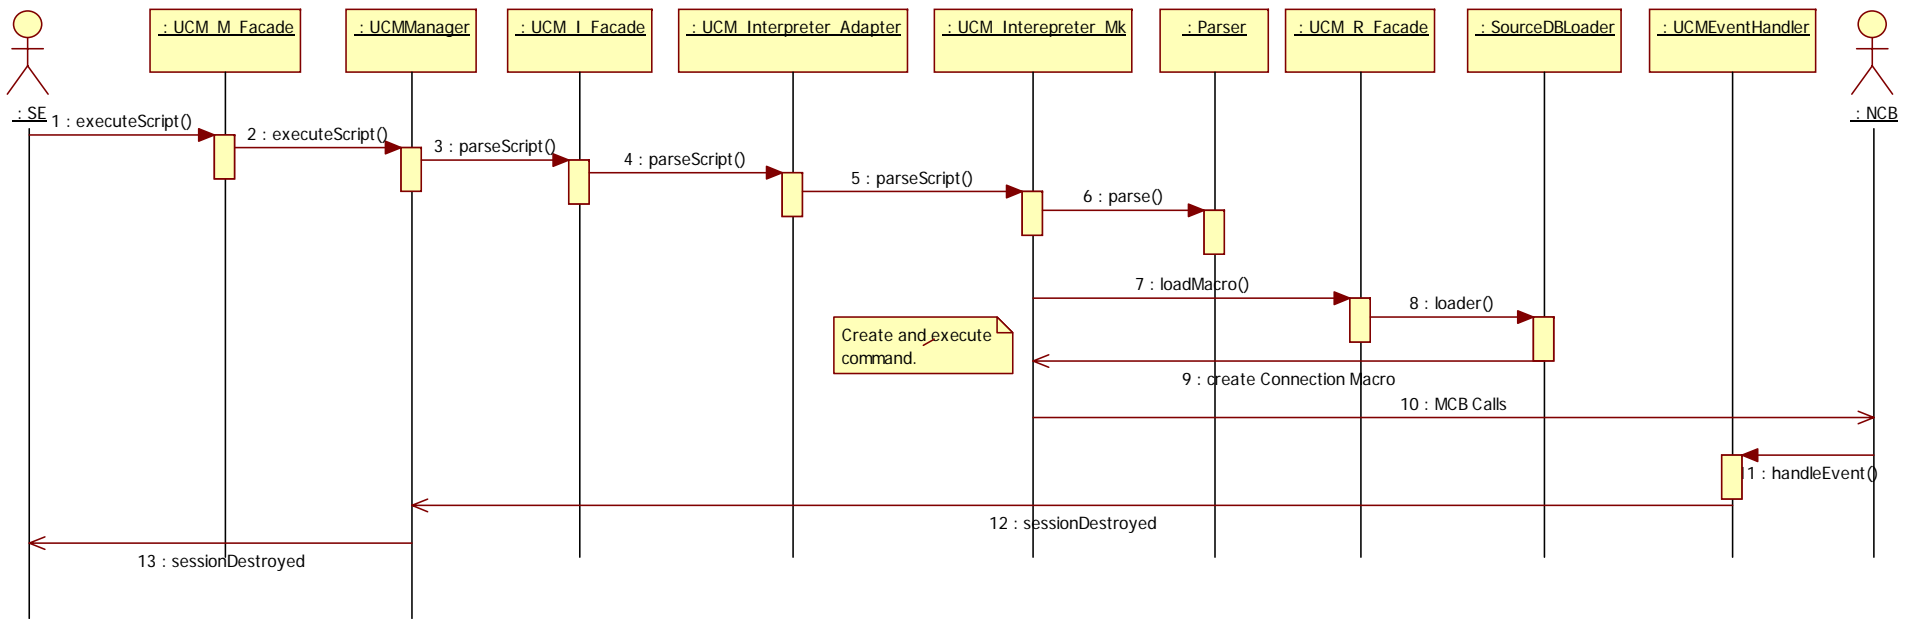 : UCM_M_Facade
: UCMManager
: UCM_I_Facade
: UCM_Interpreter_Adapter
: UCM_Interepreter_Mk
: Parser
: UCM_R_Facade
: SourceDBLoader
: UCMEventHandler
: SE
: NCB
1 : executeScript()
2 : executeScript()
3 : parseScript()
4 : parseScript()
5 : parseScript()
6 : parse()
7 : loadMacro()
8 : loader()
Create and execute
command.
9 : create Connection Macro
10 : MCB Calls
11 : handleEvent()
12 : sessionDestroyed
13 : sessionDestroyed